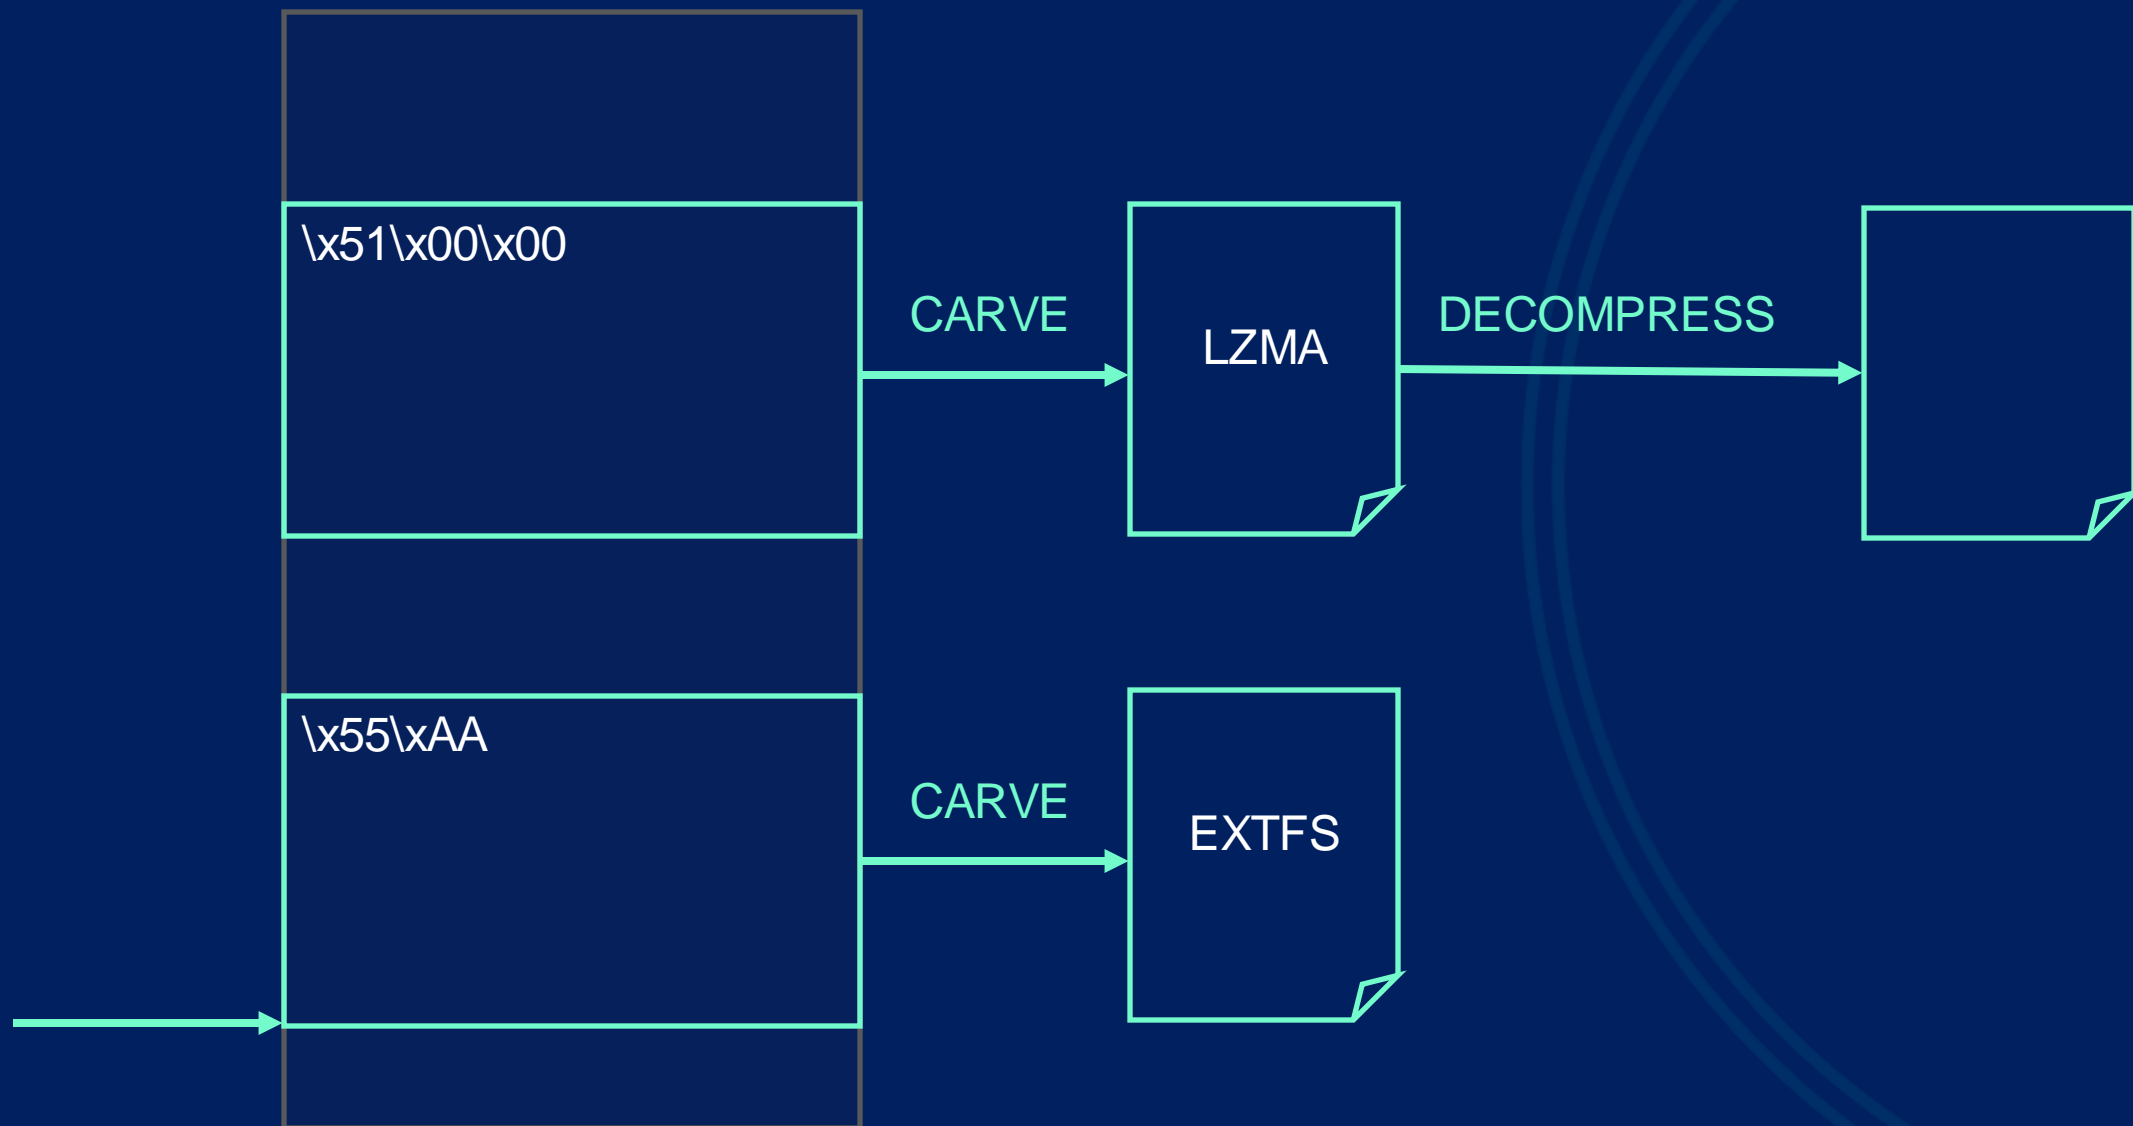 \x51\x00\x00
CARVE
LZMA
DECOMPRESS
\x55\xAA
CARVE
EXTFS